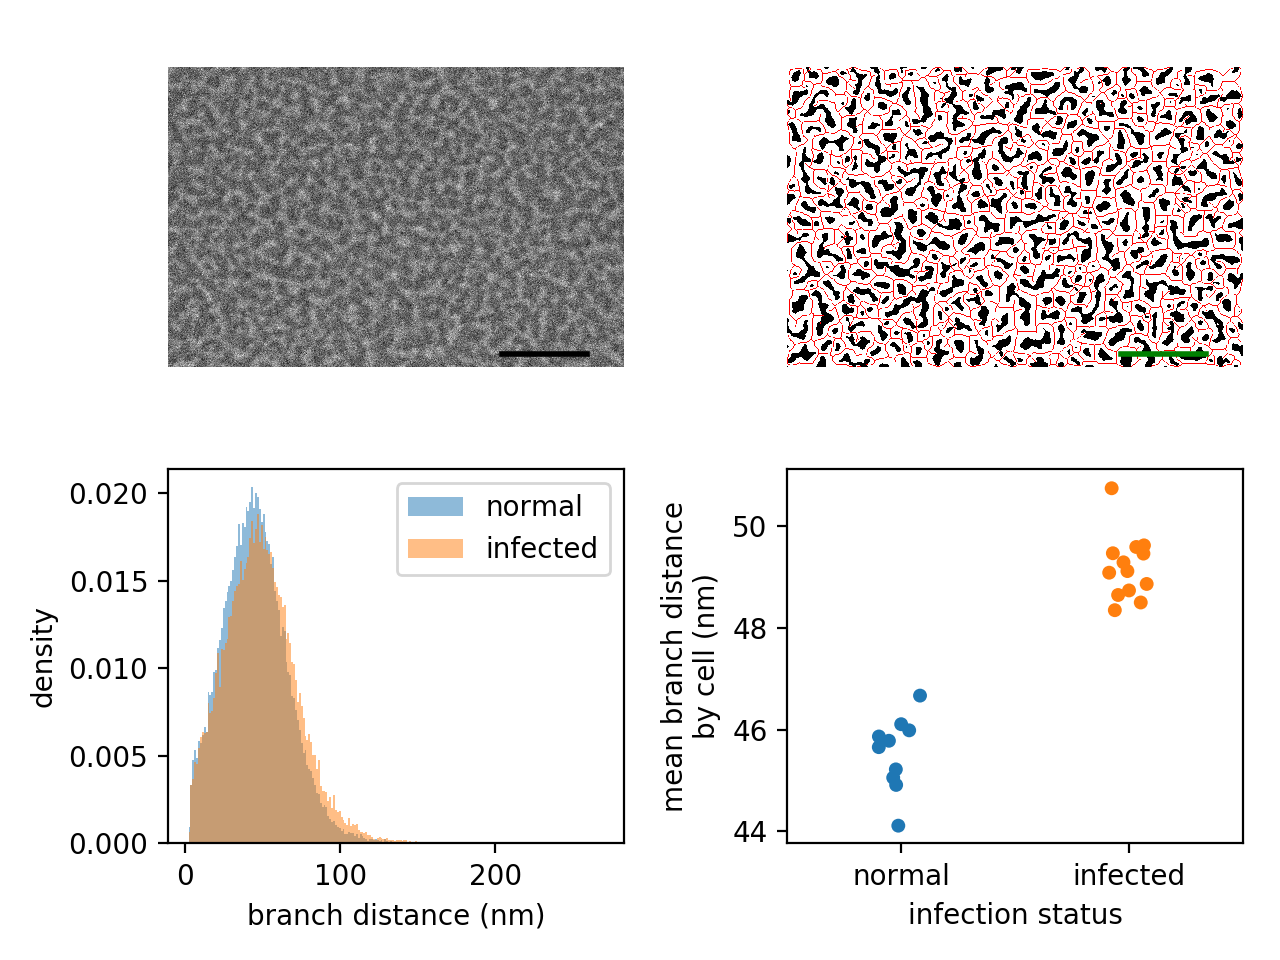 0.020
0.015
0.010
0.005
0.000
density
normal
infected
0
100
200
branch distance (nm)
50
48
46
44
mean branch distance
by cell (nm)
normal
infected
infection status